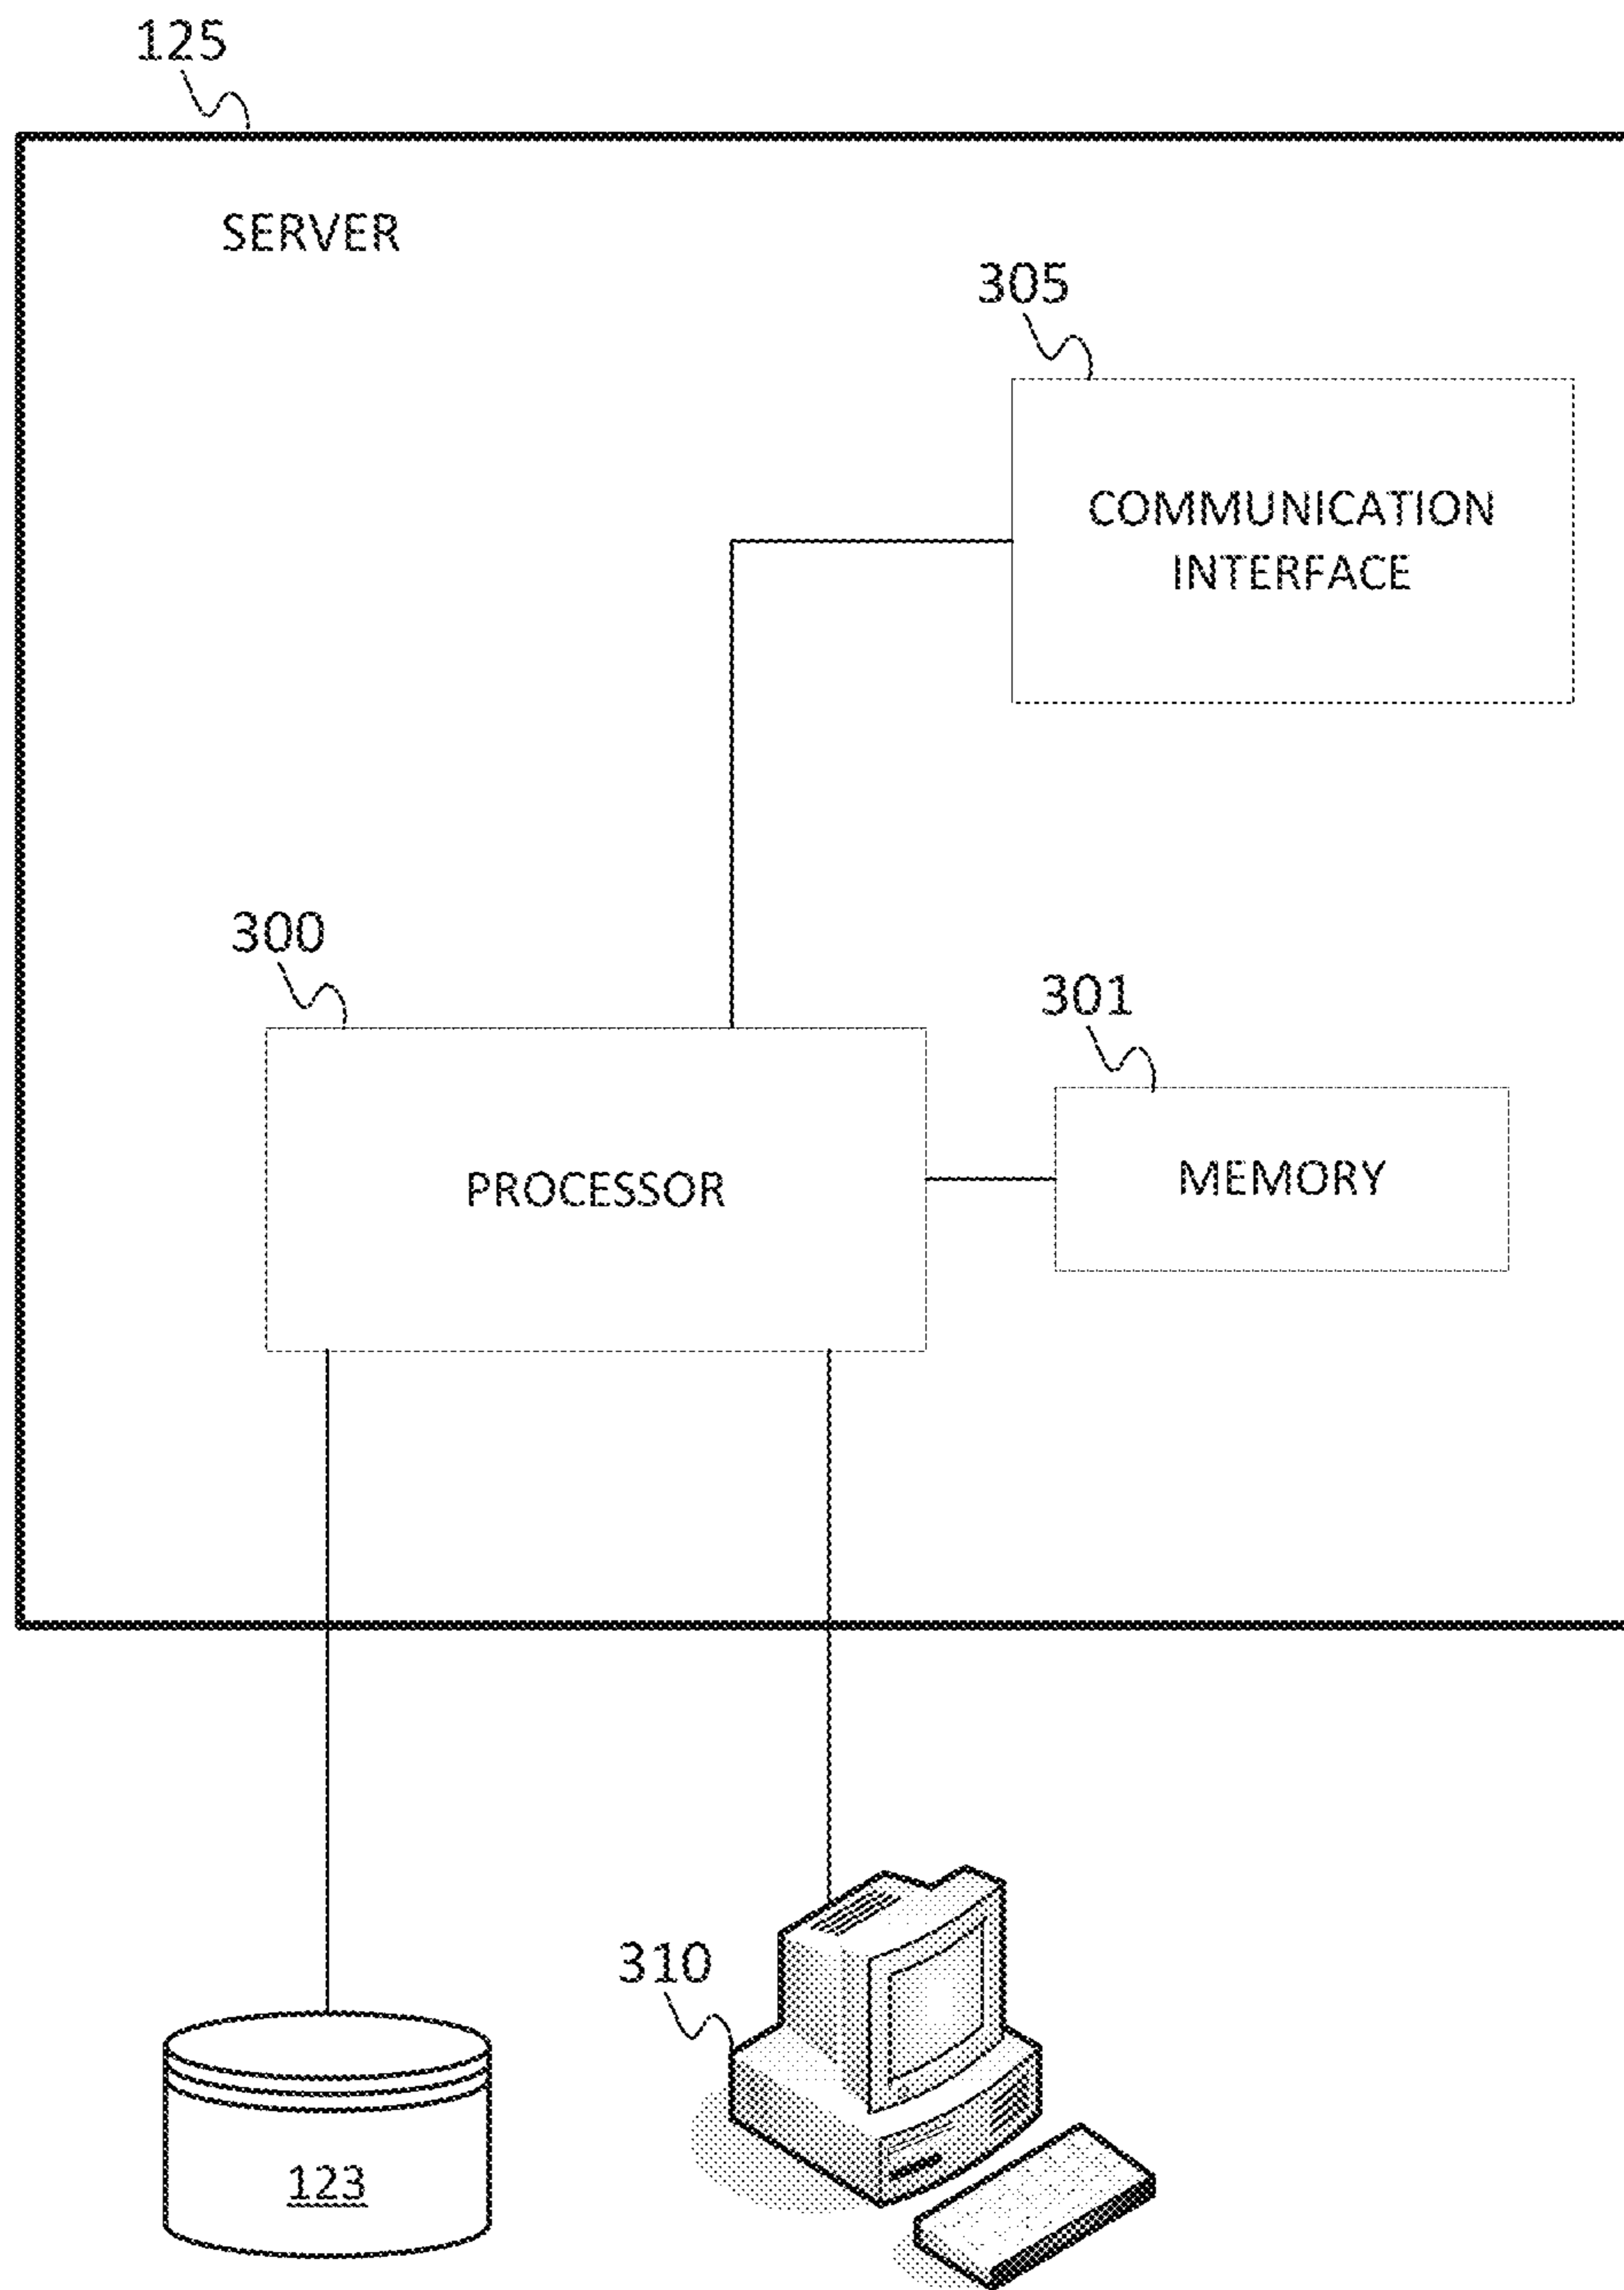 125
SERVER
305
COMMUNICATION
INTERFACE
300
301
PROCESSOR
MEMORY
310
123